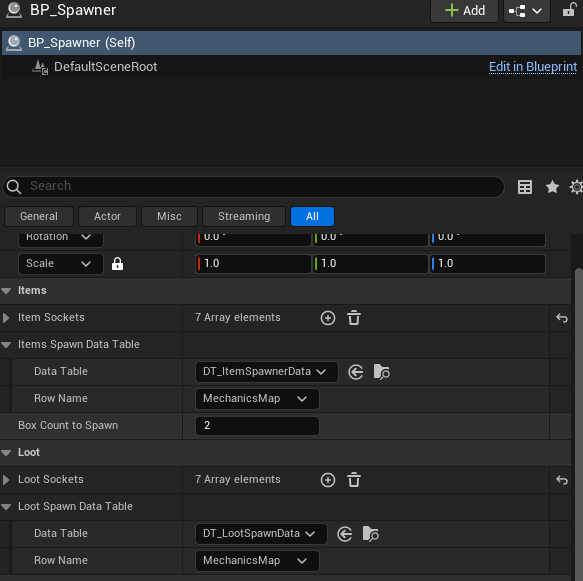 BP_Spawner
Add
BP_Spawner (Self)
DefaultSceneRoot Edit in Blueprint
Search
General Actor Misc Streaming All
Rotation 0.0 ° 0.0 ° 0.0 °
Scale 1.0 1.0 1.0
Items
Item Sockets 7 Array elements
Items Spawn Data Table
Data Table DT_ItemSpawnerData
Row Name MechanicsMap
Box Count to Spawn 2
Loot
Loot Sockets 7 Array elements
Loot Spawn Data Table
Data Table DT_LootSpawnData
Row Name MechanicsMap